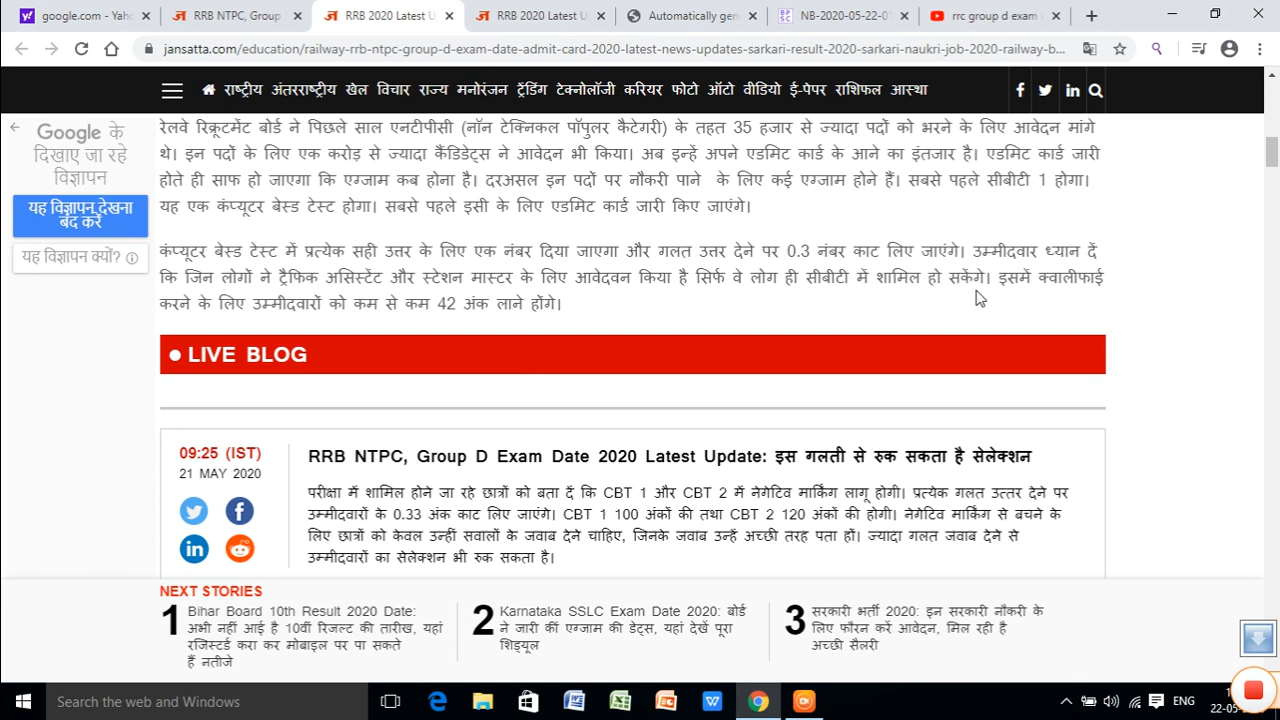 google.com - Yaho
RRB NTPC, Group
RRB 2020 Latest U
RRB 2020 Latest U
Automatically gen
NB-2020-05-22-01
rrc group d exam c
jansatta.com/education/railway-rrb-ntpc-group-d-exam-date-admit-card-2020-latest-news-updates-sarkari-result-2020-sarkari-naukri-job-2020-railway-b...
राष्ट्रीय अंतरराष्ट्रीय खेल विचार राज्य मनोरंजन ट्रेंडिंग टेक्नोलॉजी करियर फोटो ऑटो वीडियो ई-पेपर राशिफल आस्था
Google के
दिखाए जा रहे
विज्ञापन
यह विज्ञापन देखना
बंद करें
यह विज्ञापन क्यों?
रेलवे रिक्रूटमेंट बोर्ड ने पिछले साल एनटीपीसी (नॉन टेक्निकल पॉपुलर कैटेगरी) के तहत 35 हजार से ज्यादा पदों को भरने के लिए आवेदन मांगे
थे। इन पदों के लिए एक करोड़ से ज्यादा कैंडिडेट्स ने आवेदन भी किया। अब इन्हें अपने एडमिट कार्ड के आने का इंतजार है। एडमिट कार्ड जारी
होते ही साफ हो जाएगा कि एग्जाम कब होना है। दरअसल इन पदों पर नौकरी पाने के लिए कई एग्जाम होने हैं। सबसे पहले सीबीटी 1 होगा।
यह एक कंप्यूटर बेस्ड टेस्ट होगा। सबसे पहले इसी के लिए एडमिट कार्ड जारी किए जाएंगे।
कंप्यूटर बेस्ड टेस्ट में प्रत्येक सही उत्तर के लिए एक नंबर दिया जाएगा और गलत उत्तर देने पर 0.3 नंबर काट लिए जाएंगे। उम्मीदवार ध्यान दें
कि जिन लोगों ने ट्रैफिक असिस्टेंट और स्टेशन मास्टर के लिए आवेदवन किया है सिर्फ वे लोग ही सीबीटी में शामिल हो सकेंगे। इसमें क्वालीफाई
करने के लिए उम्मीदवारों को कम से कम 42 अंक लाने होंगे।
LIVE BLOG
09:25 (IST)
21 MAY 2020
RRB NTPC, Group D Exam Date 2020 Latest Update: इस गलती से रुक सकता है सेलेक्शन
परीक्षा में शामिल होने जा रहे छात्रों को बता दें कि CBT 1 और CBT 2 में नेगेटिव मार्किंग लागू होगी। प्रत्येक गलत उत्तर देने पर
उम्मीदवारों के 0.33 अंक काट लिए जाएंगे। CBT 1 100 अंकों की तथा CBT 2 120 अंकों की होगी। नेगेटिव मार्किंग से बचने के
लिए छात्रों को केवल उन्हीं सवालों के जवाब देने चाहिए, जिनके जवाब उन्हें अच्छी तरह पता हों। ज्यादा गलत जवाब देने से
उम्मीदवारों का सेलेक्शन भी रुक सकता है।
NEXT STORIES
1 Bihar Board 10th Result 2020 Date:
अभी नहीं आई है 10वीं रिजल्ट की तारीख, यहां
रजिस्टर्ड करा कर मोबाइल पर पा सकते
हैं नतीजे
2 Karnataka SSLC Exam Date 2020: बोर्ड
ने जारी कीं एग्जाम की डेट्स, यहां देखें पूरा
शिड्यूल
3 सरकारी भर्ती 2020: इन सरकारी नौकरी के
लिए फौरन करें आवेदन, मिल रही है
अच्छी सैलरी
Search the web and Windows
ENG
22-05-